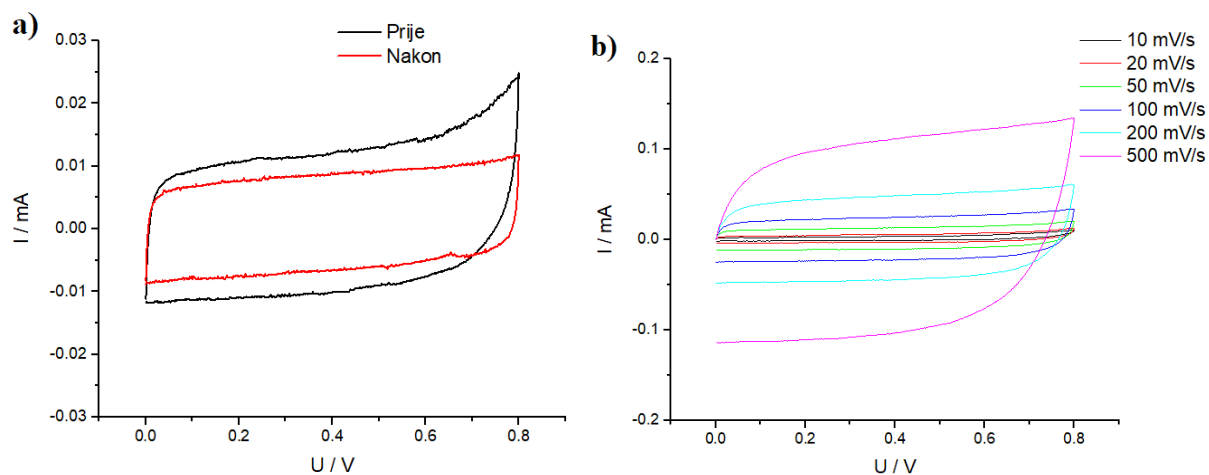 a)
Prije
Nakon
0.03
0.02
0.01
0.00
-0.01
-0.02
-0.03
I / mA
0.0 0.2 0.4 0.6 0.8
U / V
b)
10 mV/s
20 mV/s
50 mV/s
100 mV/s
200 mV/s
500 mV/s
0.2
0.1
0.0
-0.1
-0.2
I / mA
0.0 0.2 0.4 0.6 0.8
U / V